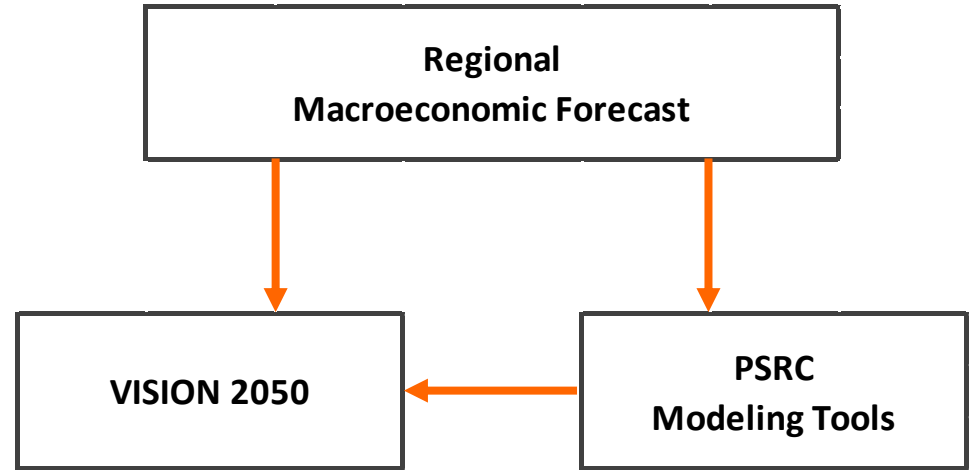 Regional
Macroeconomic Forecast
VISION 2050
PSRC
Modeling Tools